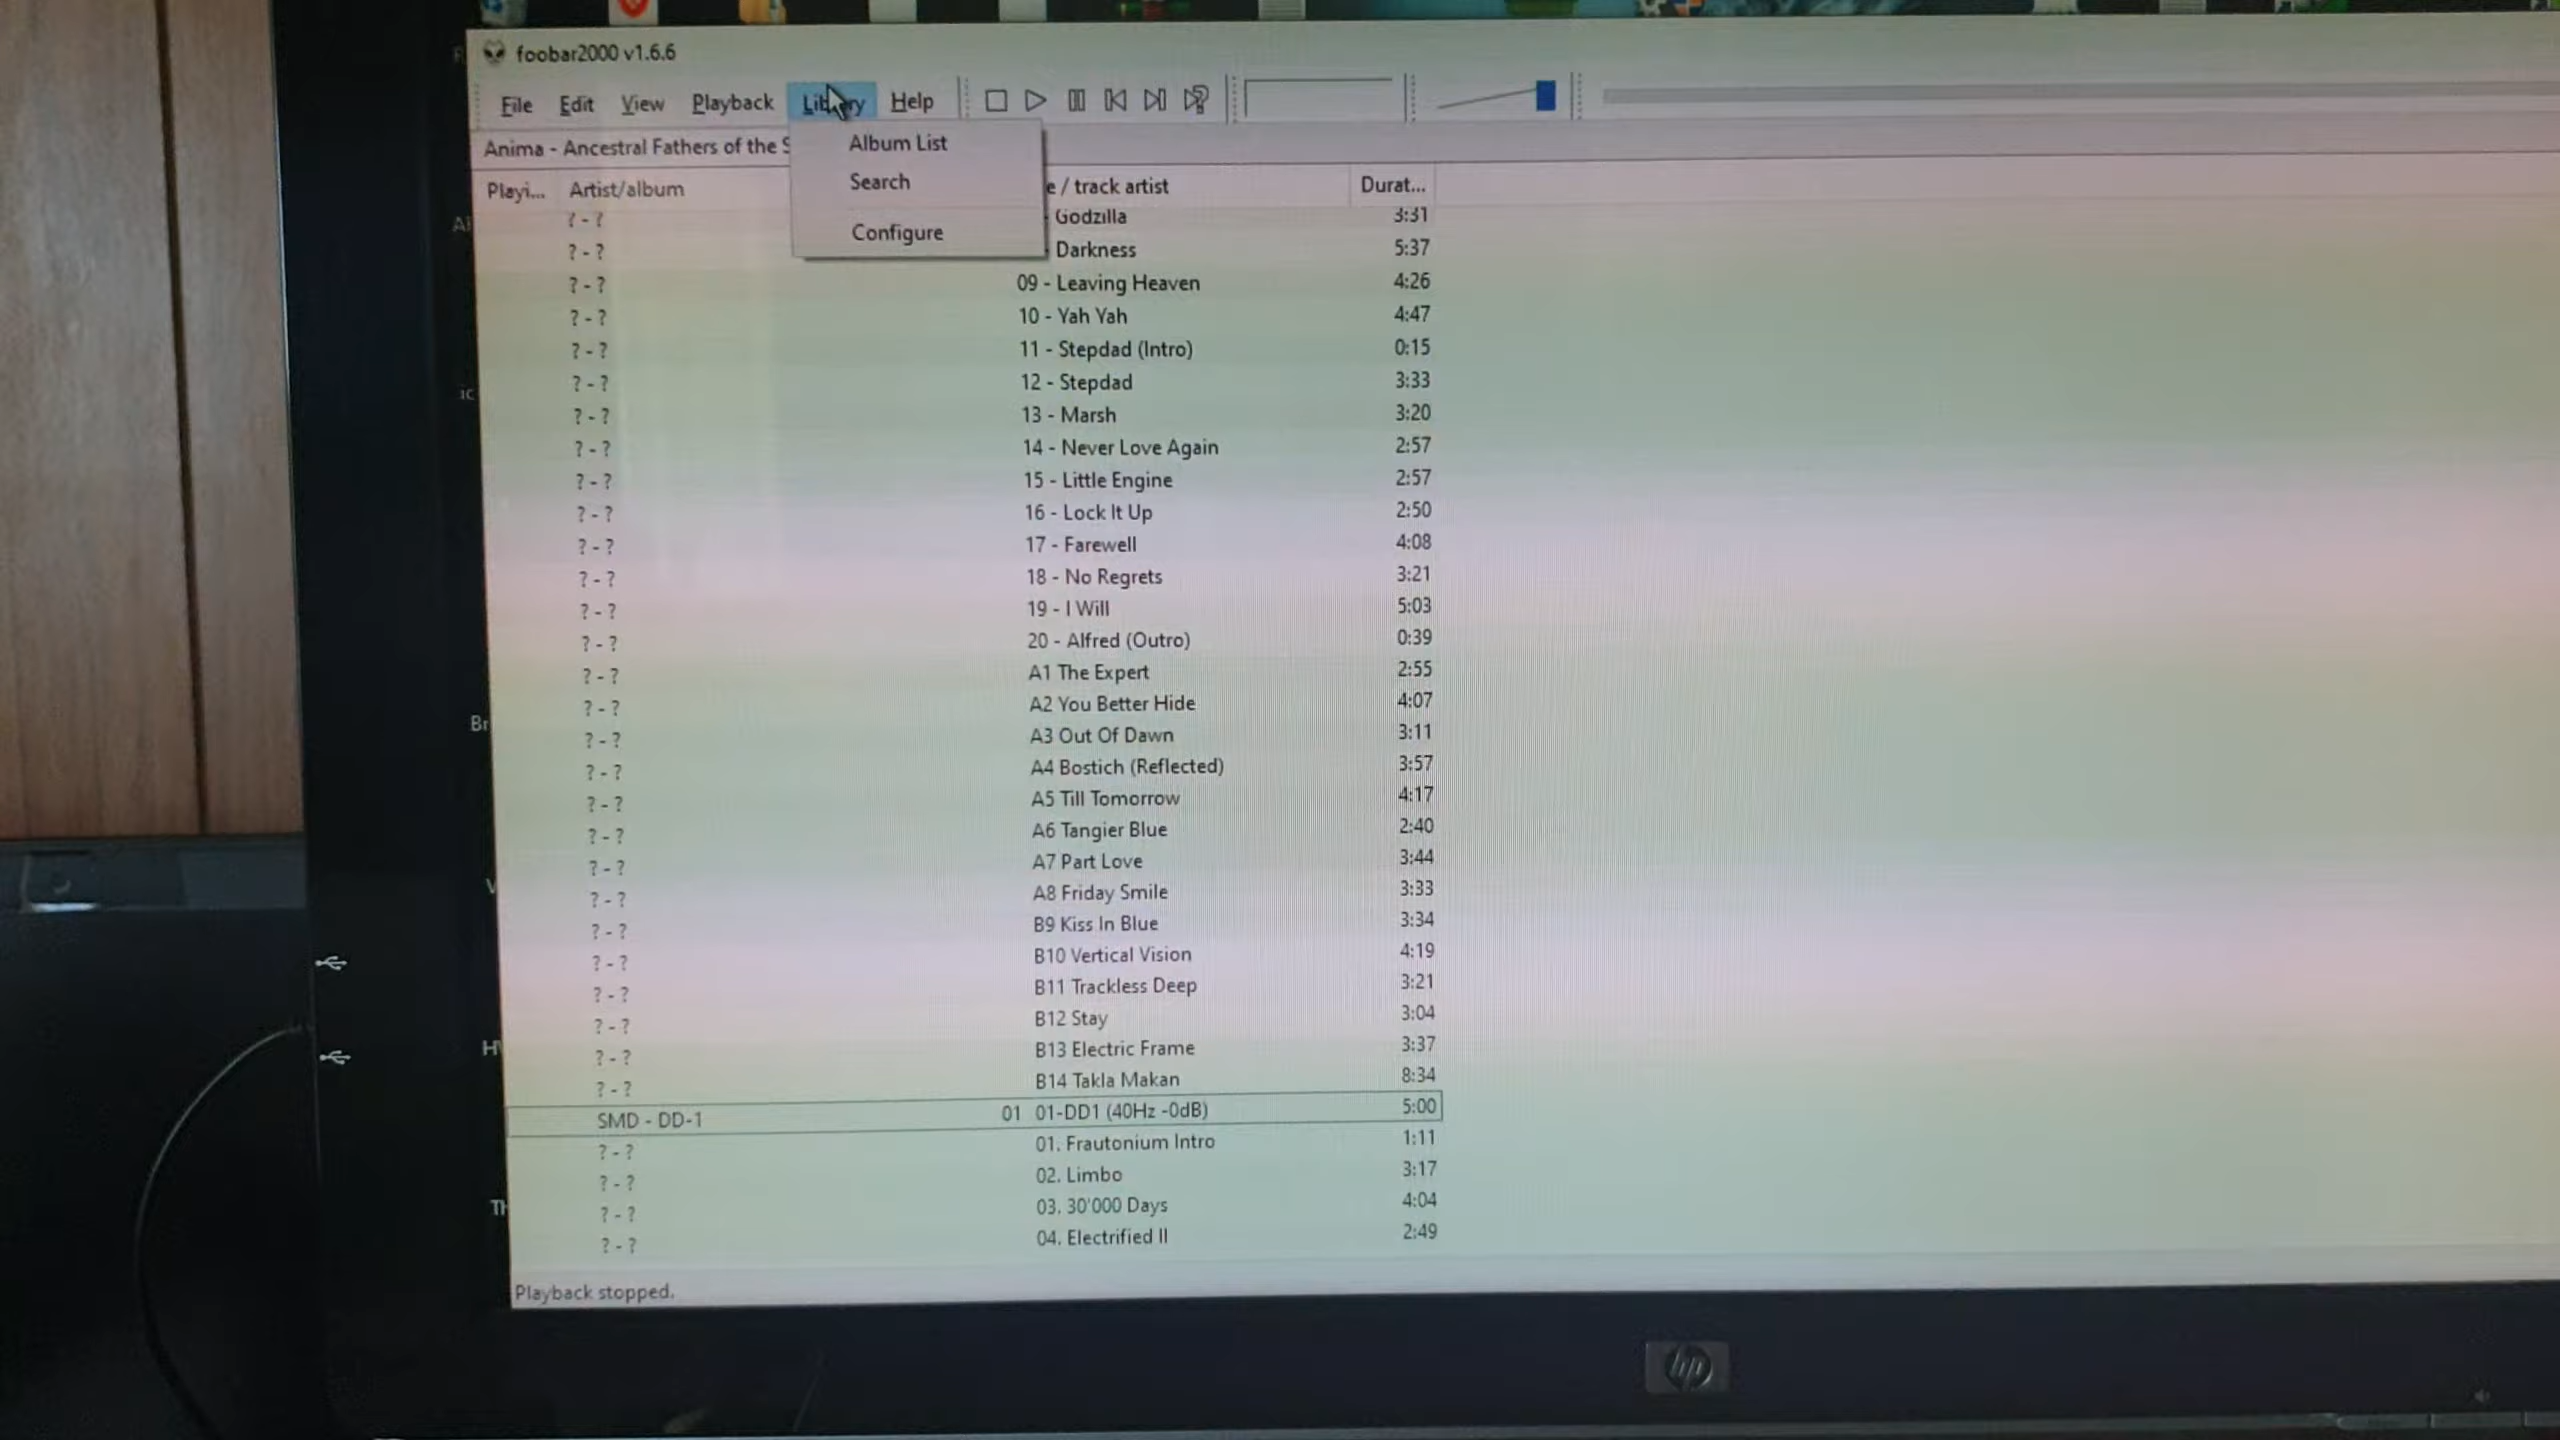 foobar2000 v1.6.6
File Edit View Playback Library Help
Anima - Ancestral Fathers of the
Album List
Search
Configure
Playi... Artist/album / track artist Durat...
? - ? Godzilla 3:31
? - ? Darkness 5:37
? - ? 09 - Leaving Heaven 4:26
? - ? 10 - Yah Yah 4:47
? - ? 11 - Stepdad (Intro) 0:15
? - ? 12 - Stepdad 3:33
? - ? 13 - Marsh 3:20
? - ? 14 - Never Love Again 2:57
? - ? 15 - Little Engine 2:57
? - ? 16 - Lock It Up 2:50
? - ? 17 - Farewell 4:08
? - ? 18 - No Regrets 3:21
? - ? 19 - I Will 5:03
? - ? 20 - Alfred (Outro) 0:39
? - ? A1 The Expert 2:55
? - ? A2 You Better Hide 4:07
? - ? A3 Out Of Dawn 3:11
? - ? A4 Bostich (Reflected) 3:57
? - ? A5 Till Tomorrow 4:17
? - ? A6 Tangier Blue 2:40
? - ? A7 Part Love 3:44
? - ? A8 Friday Smile 3:33
? - ? B9 Kiss In Blue 3:34
? - ? B10 Vertical Vision 4:19
? - ? B11 Trackless Deep 3:21
? - ? B12 Stay 3:04
? - ? B13 Electric Frame 3:37
? - ? B14 Takla Makan 8:34
SMD - DD-1 01 01-DD1 (40Hz -0dB) 5:00
? - ? 01. Frautonium Intro 1:11
? - ? 02. Limbo 3:17
? - ? 03. 30'000 Days 4:04
? - ? 04. Electrified II 2:49
Playback stopped.
hp